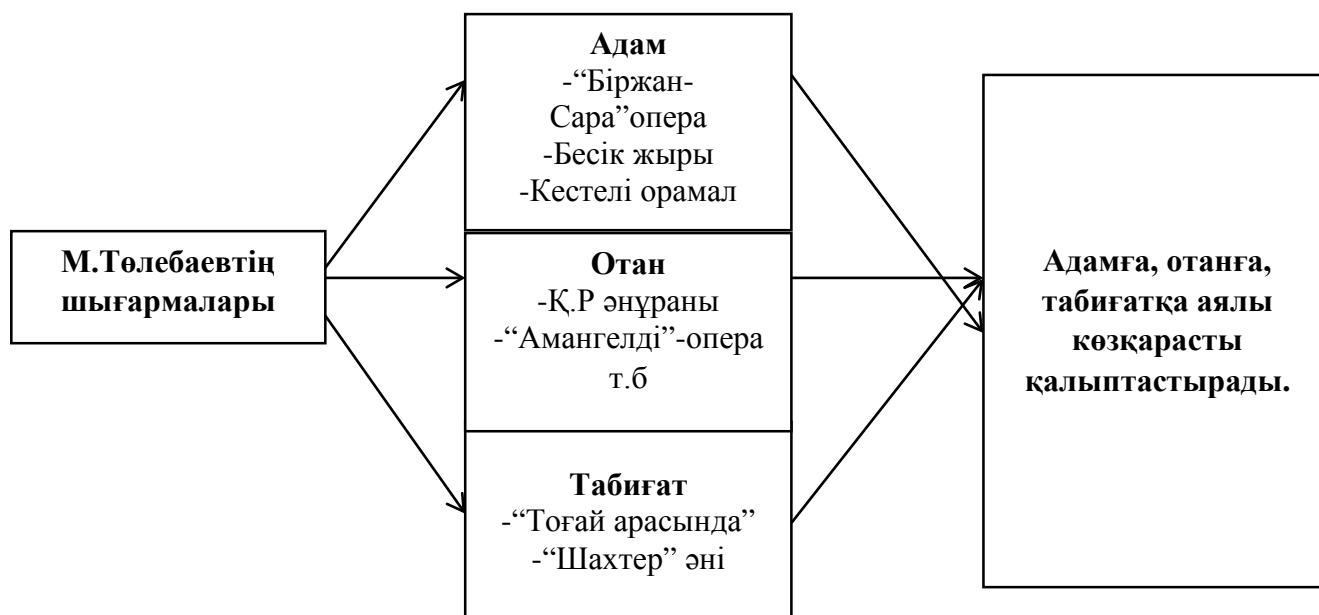 М.Төлебаевтің
шығармалары
Адам
-“Біржан-
Сара”опера
-Бесік жыры
-Кестелі орамал
Отан
-Қ.Р әнұраны
-“Амангелді”-опера
т.б
Табиғат
-“Тоғай арасында”
-“Шахтер” әні
Адамға, отанға,
табиғатқа аялы
көзқарасты
қалыптастырады.